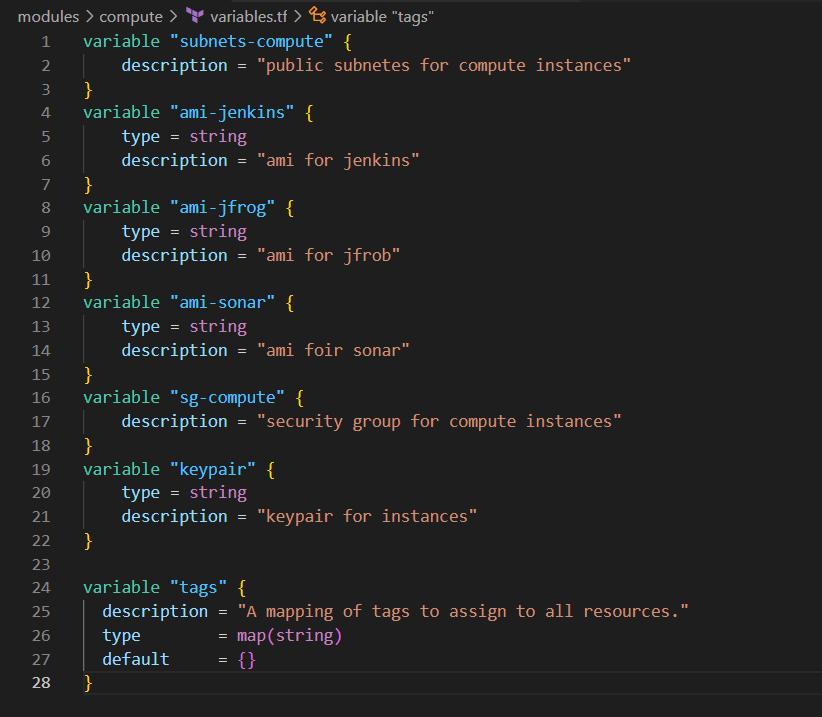 modules > compute > variables.tf > variable "tags"
1 variable "subnets-compute" {
2     description = "public subnetes for compute instances"
3 }
4 variable "ami-jenkins" {
5     type = string
6     description = "ami for jenkins"
7 }
8 variable "ami-jfrog" {
9     type = string
10     description = "ami for jfrob"
11 }
12 variable "ami-sonar" {
13     type = string
14     description = "ami foir sonar"
15 }
16 variable "sg-compute" {
17     description = "security group for compute instances"
18 }
19 variable "keypair" {
20     type = string
21     description = "keypair for instances"
22 }
23
24 variable "tags" {
25   description = "A mapping of tags to assign to all resources."
26   type        = map(string)
27   default     = {}
28 }